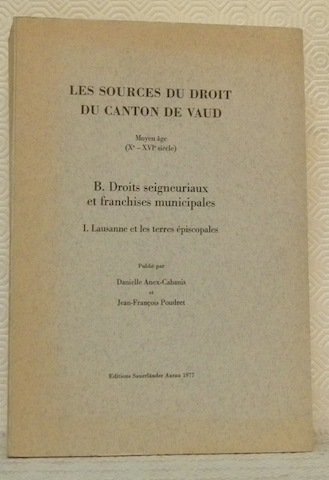 LES SOURCES DU DROIT
DU CANTON DE VAUD
Moyen âge
(Xe – XVIe siècle)
B. Droits seigneuriaux
et franchises municipales
I. Lausanne et les terres épiscopales
Publié par
Danielle Anex-Cabanis
et
Jean-François Poudret
Editions Sauerländer Aarau 1977